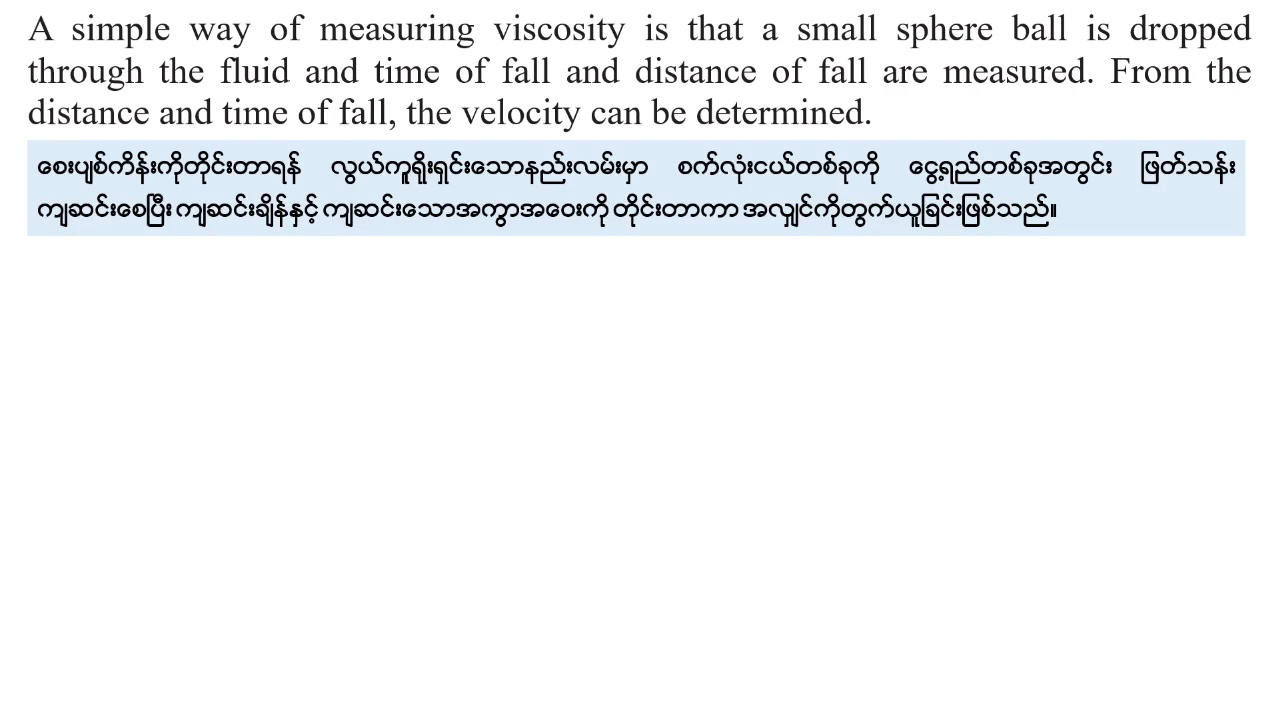 A simple way of measuring viscosity is that a small sphere ball is dropped
through the fluid and time of fall and distance of fall are measured. From the
distance and time of fall, the velocity can be determined.
စေးပျစ်ကိန်းကိုတိုင်းတာရန် လွယ်ကူရိုးရှင်းသောနည်းလမ်းမှာ စက်လုံးငယ်တစ်ခုကို ငွေ့ရည်တစ်ခုအတွင်း ဖြတ်သန်း
ကျဆင်းစေပြီး ကျဆင်းချိန်နှင့် ကျဆင်းသောအကွာအဝေးကို တိုင်းတာကာ အလျှင်ကိုတွက်ယူခြင်းဖြစ်သည်။